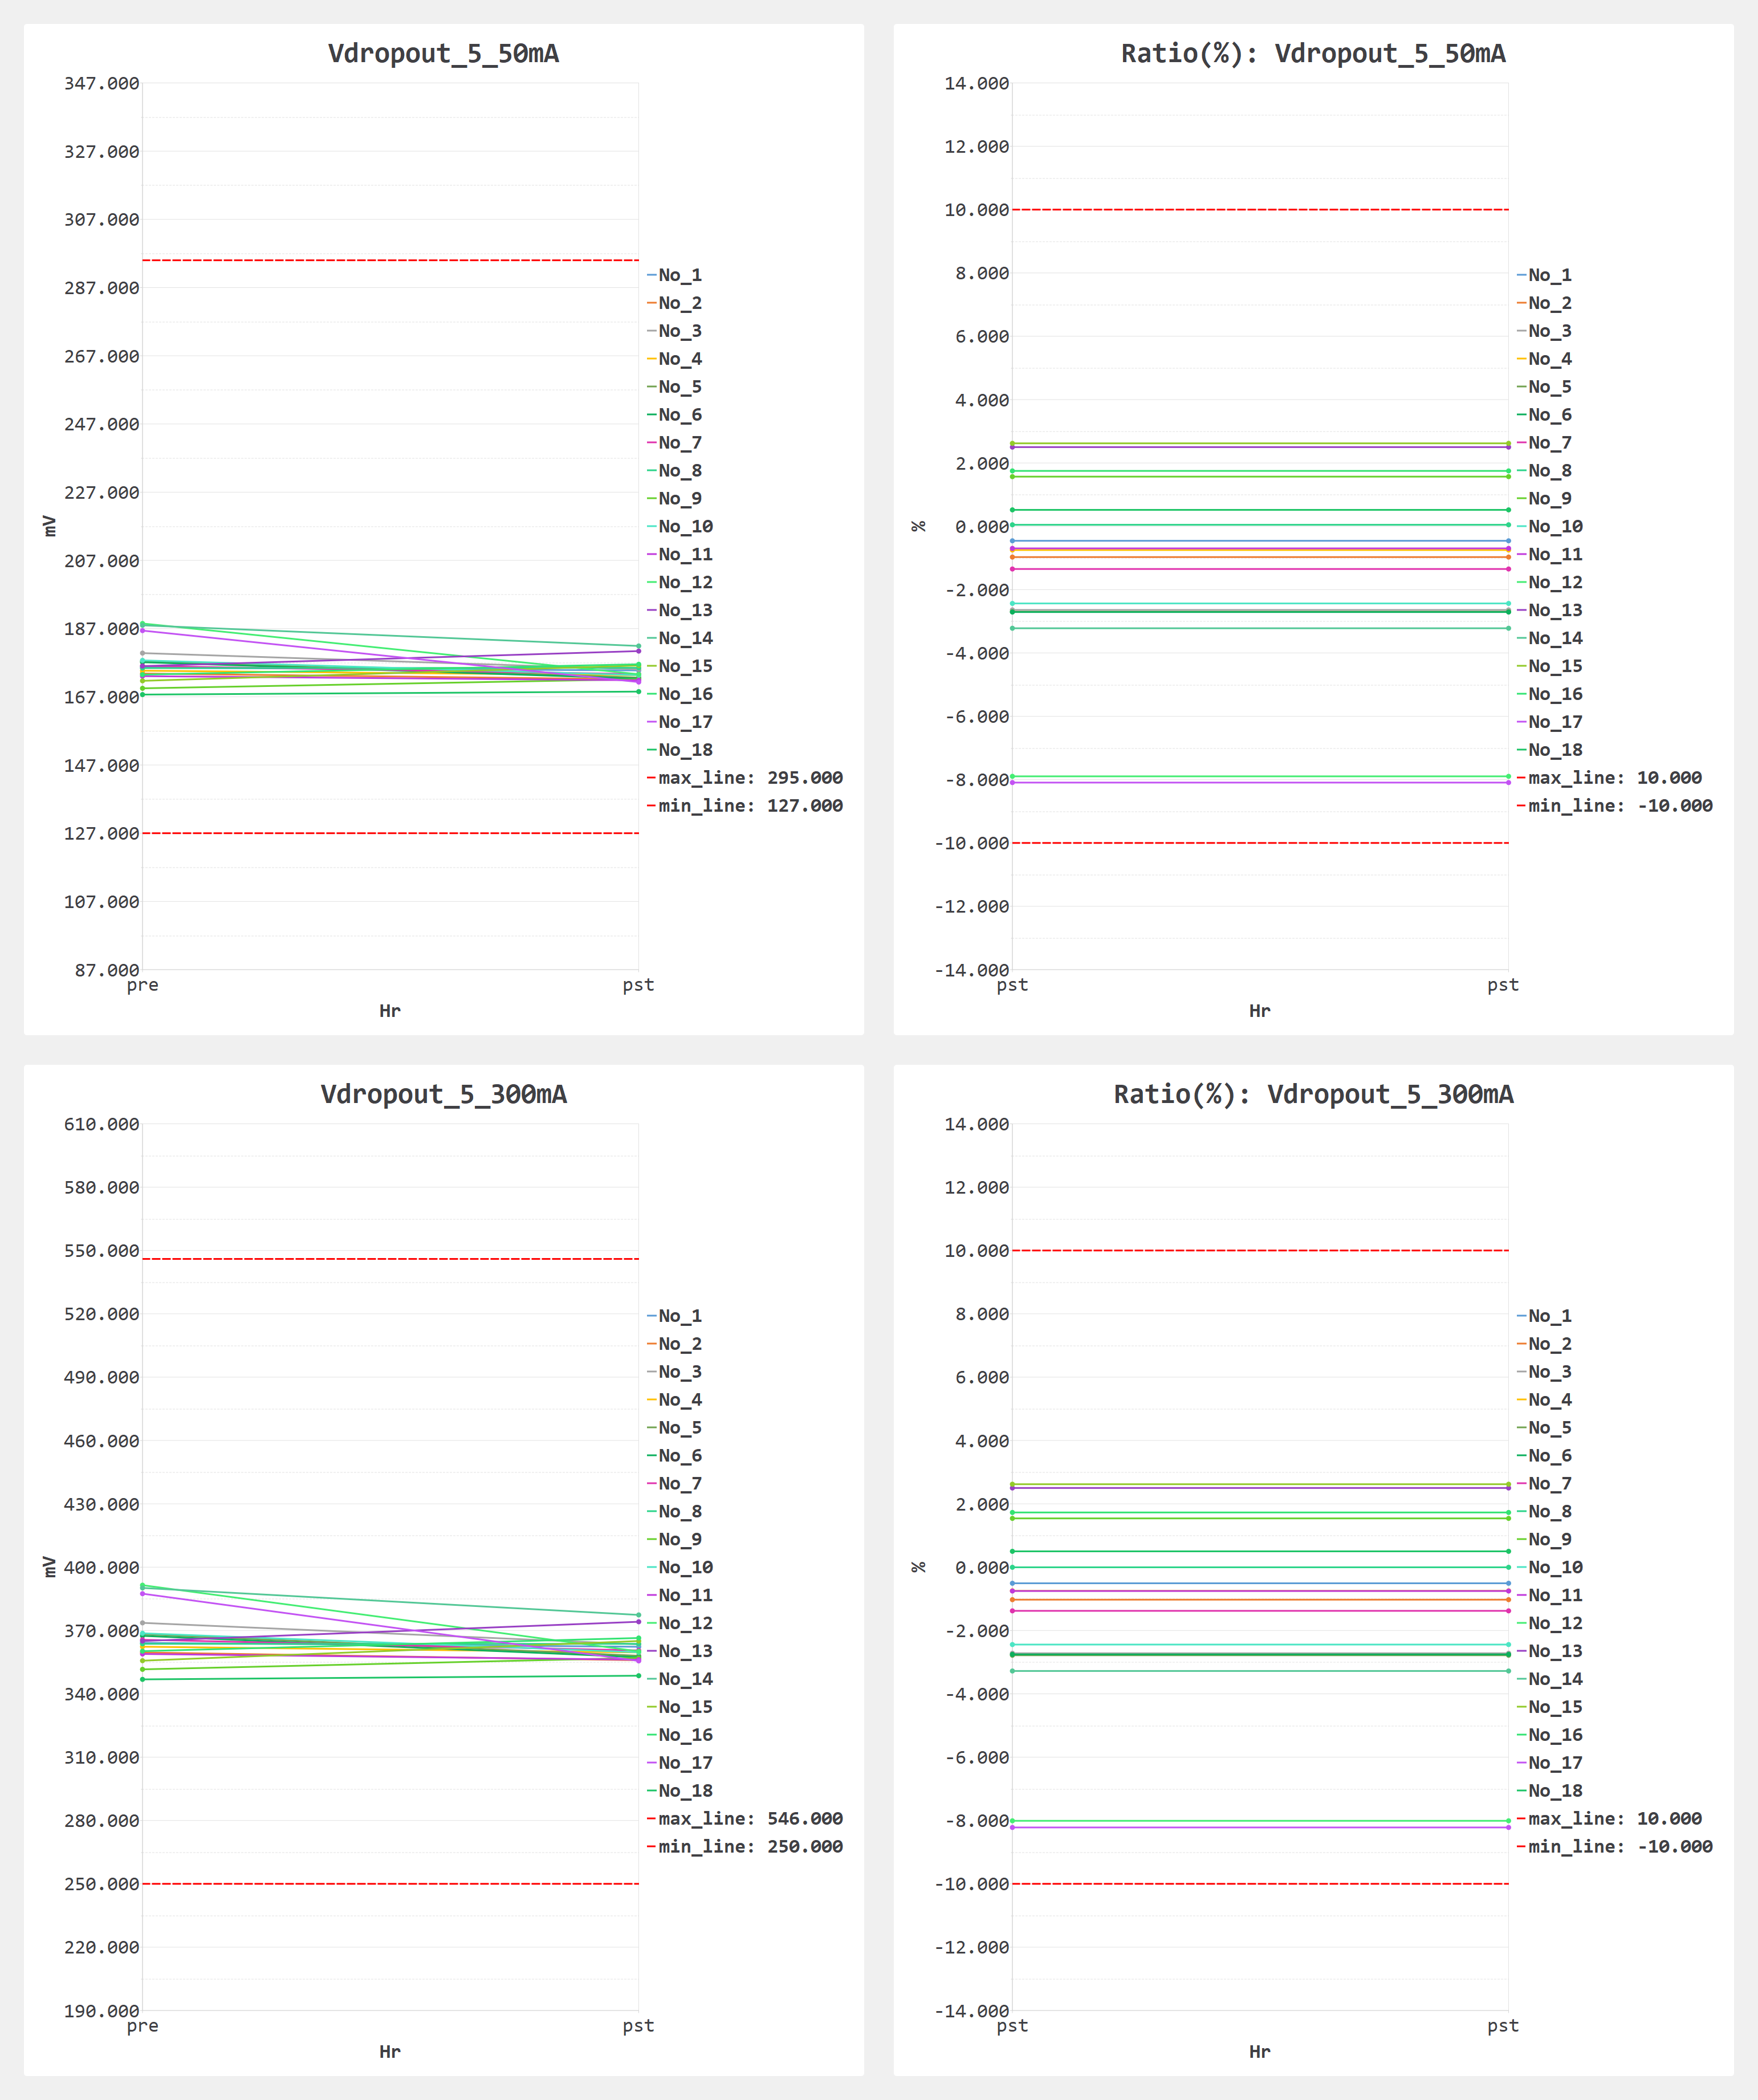 Vdropout_5_50mA
347.000
327.000
307.000
287.000
267.000
247.000
227.000
207.000
187.000
167.000
147.000
127.000
107.000
87.000
mV
pre
pst
Hr
No_1
No_2
No_3
No_4
No_5
No_6
No_7
No_8
No_9
No_10
No_11
No_12
No_13
No_14
No_15
No_16
No_17
No_18
max_line: 295.000
min_line: 127.000
Ratio(%): Vdropout_5_50mA
14.000
12.000
10.000
8.000
6.000
4.000
2.000
0.000
-2.000
-4.000
-6.000
-8.000
-10.000
-12.000
-14.000
%
pst
pst
Hr
No_1
No_2
No_3
No_4
No_5
No_6
No_7
No_8
No_9
No_10
No_11
No_12
No_13
No_14
No_15
No_16
No_17
No_18
max_line: 10.000
min_line: -10.000
Vdropout_5_300mA
610.000
580.000
550.000
520.000
490.000
460.000
430.000
400.000
370.000
340.000
310.000
280.000
250.000
220.000
190.000
mV
pre
pst
Hr
No_1
No_2
No_3
No_4
No_5
No_6
No_7
No_8
No_9
No_10
No_11
No_12
No_13
No_14
No_15
No_16
No_17
No_18
max_line: 546.000
min_line: 250.000
Ratio(%): Vdropout_5_300mA
14.000
12.000
10.000
8.000
6.000
4.000
2.000
0.000
-2.000
-4.000
-6.000
-8.000
-10.000
-12.000
-14.000
%
pst
pst
Hr
No_1
No_2
No_3
No_4
No_5
No_6
No_7
No_8
No_9
No_10
No_11
No_12
No_13
No_14
No_15
No_16
No_17
No_18
max_line: 10.000
min_line: -10.000